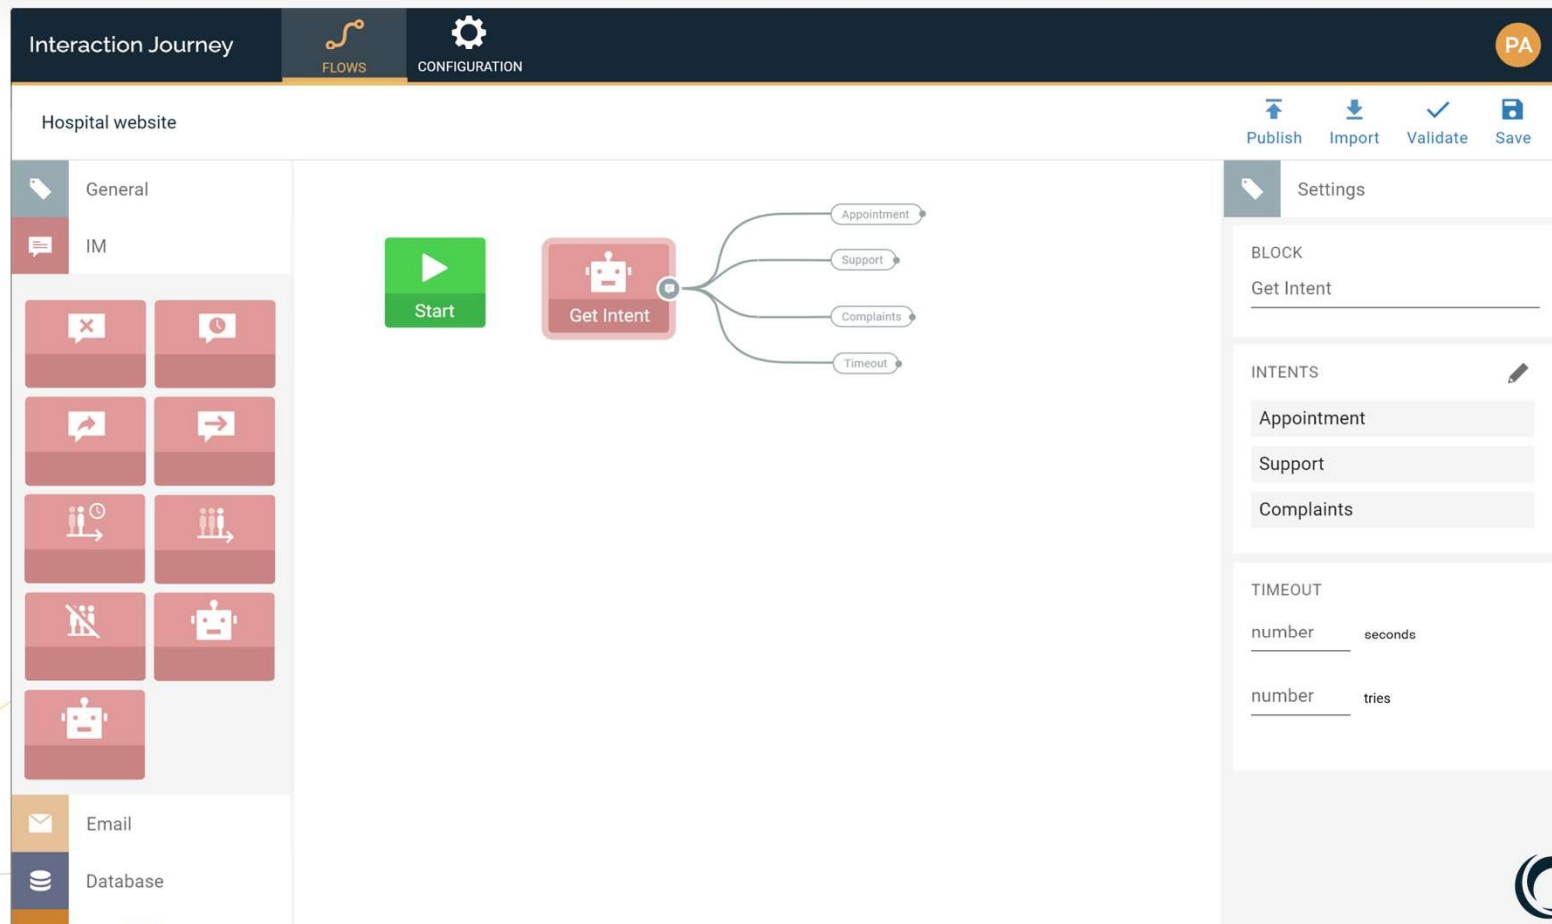 Interaction Journey
FLOWS
CONFIGURATION
PA
Hospital website
Publish
Import
Validate
Save
General
IM
Email
Database
Start
Get Intent
Appointment
Support
Complaints
Timeout
Settings
BLOCK
Get Intent
INTENTS
Appointment
Support
Complaints
TIMEOUT
number seconds
number tries